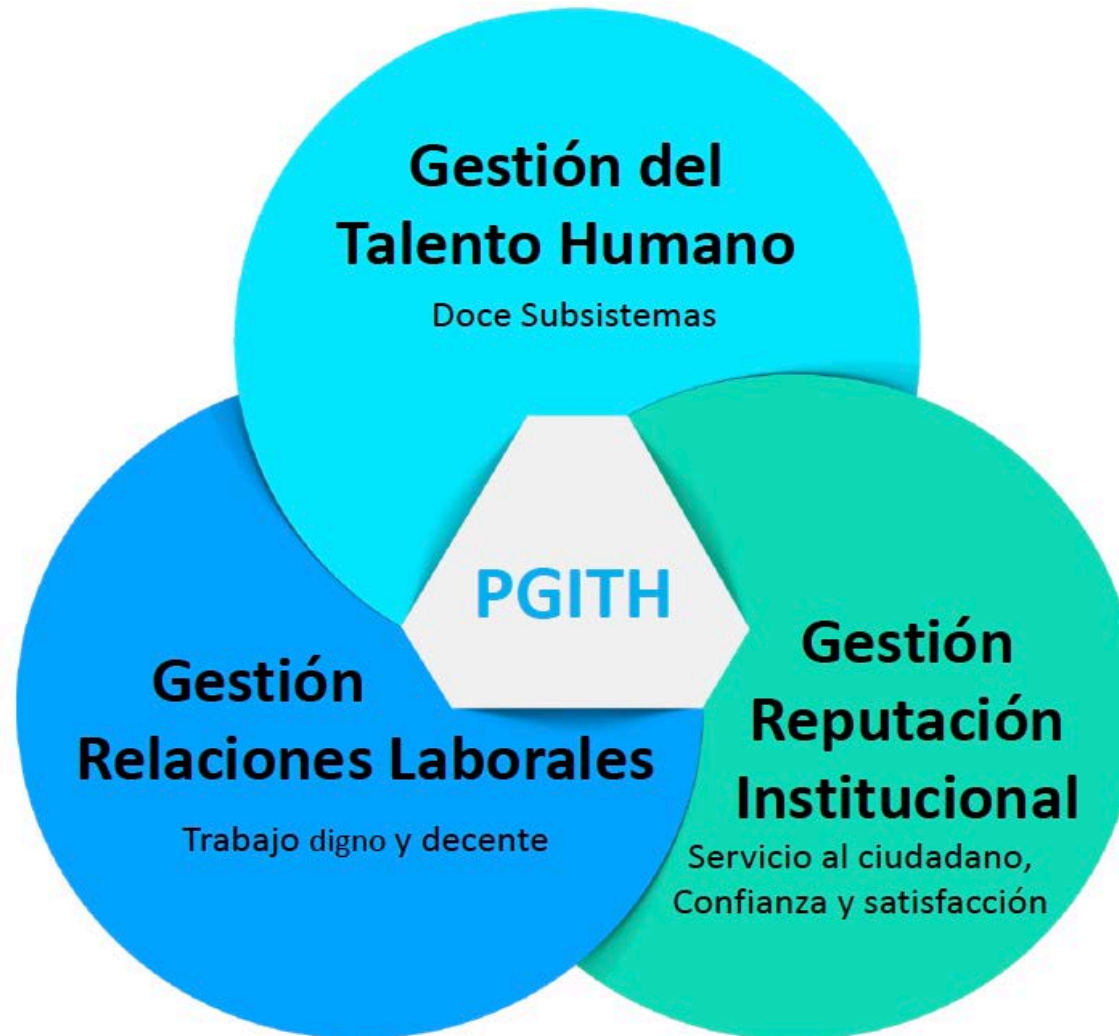 Gestión del
Talento Humano
Doce Subsistemas
PGITH
Gestión
Relaciones Laborales
Trabajo digno y decente
Gestión
Reputación
Institucional
Servicio al ciudadano,
Confianza y satisfacción